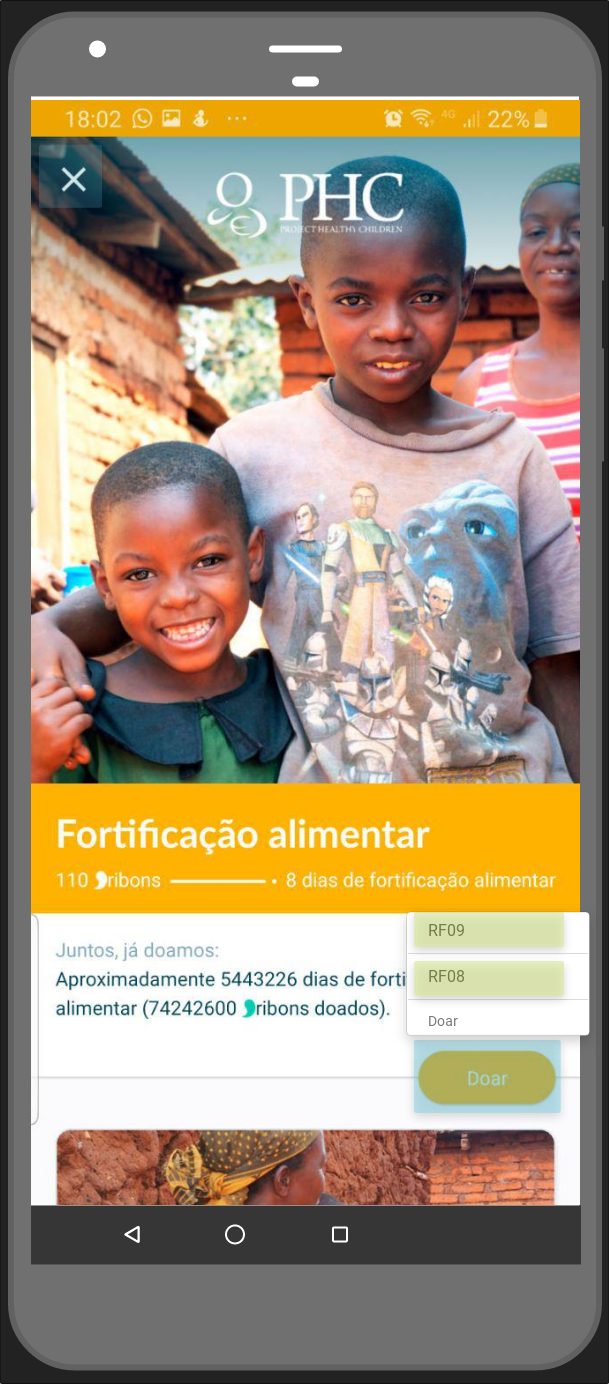 18:02
4G
22%
PHC
PROJECT HEALTHY CHILDREN
Fortificação alimentar
110 ribons
8 dias de fortificação alimentar
Juntos, já doamos:
Aproximadamente 5443226 dias de forti
alimentar (74242600 ribons doados).
RF09
RF08
Doar
Doar